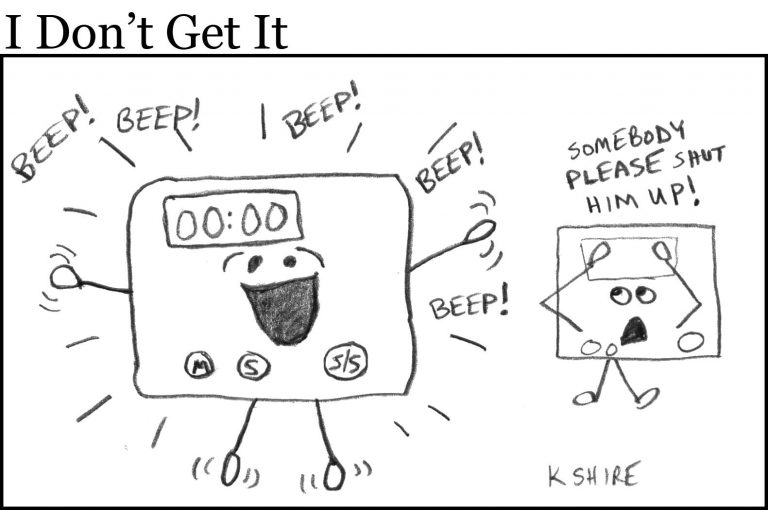 I Don't Get It
BEEP!
BEEP!
BEEP!
BEEP!
BEEP!
SOMEBODY
PLEASE SHUT
HIM UP!
00:00
M
S
S/S
K SHIRE